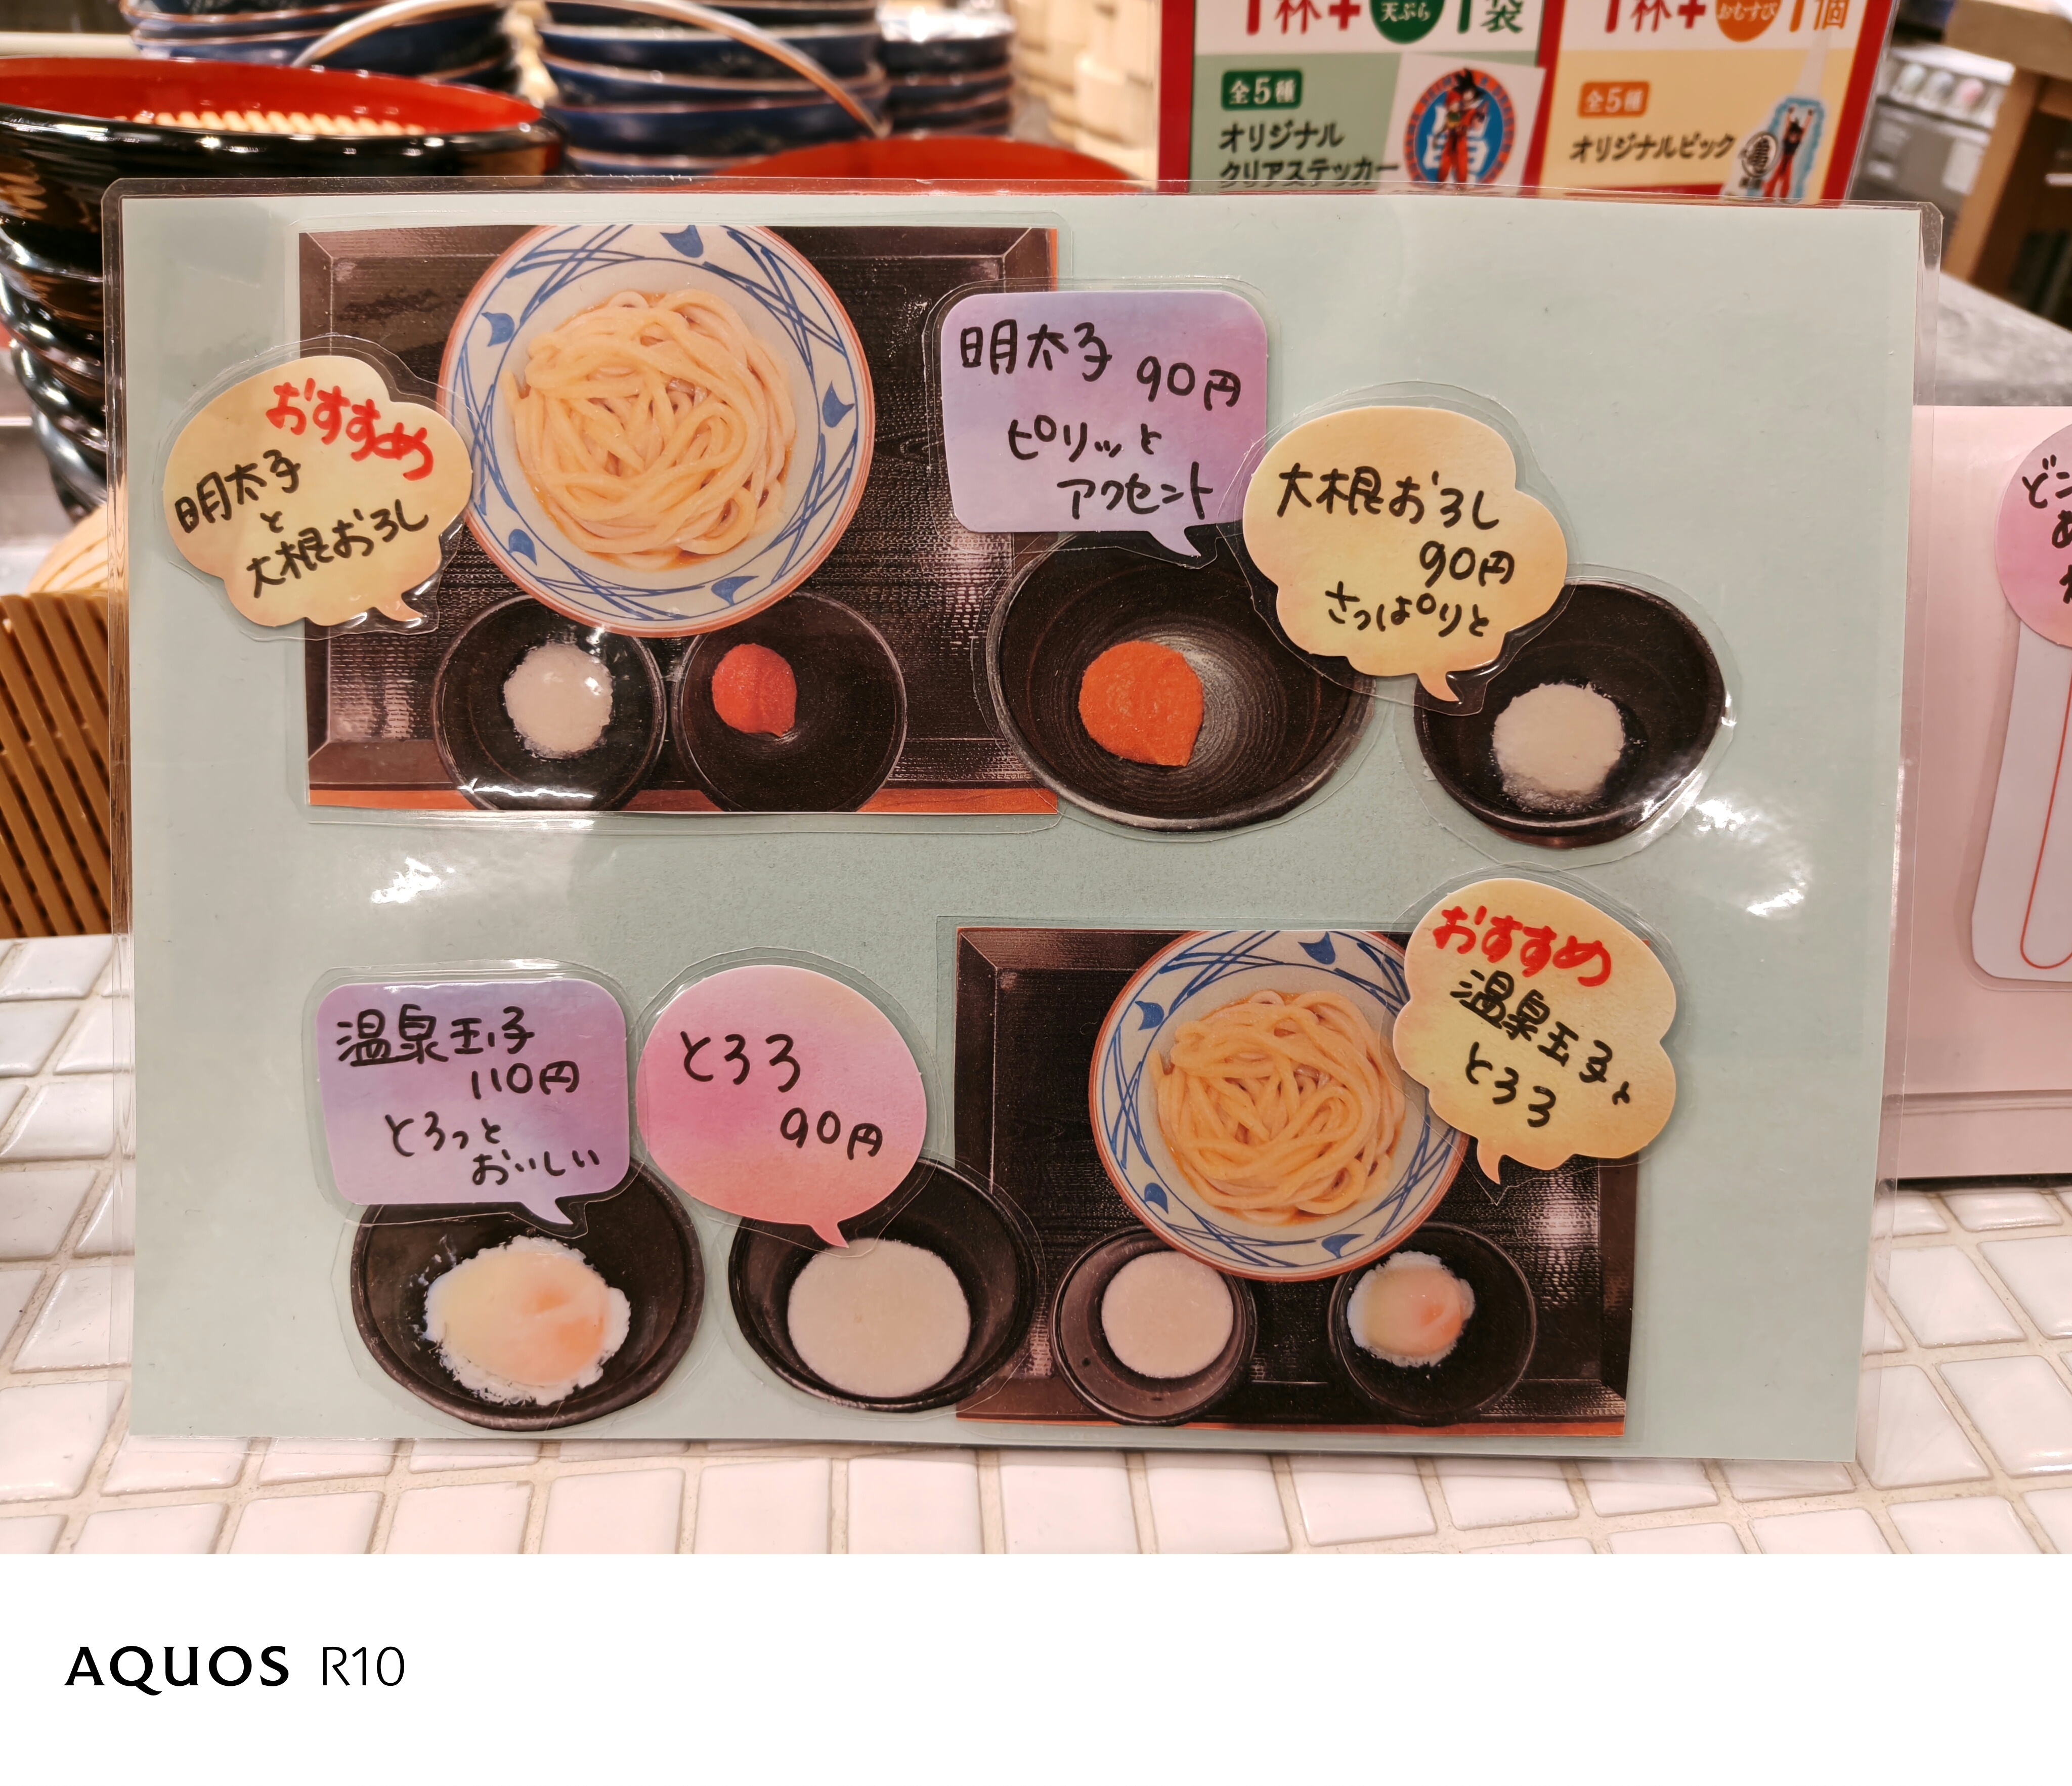 1杯+天ぷら1袋
全5種
オリジナル
クリアステッカー
1杯+おむすび1個
全5種
オリジナルピック
おすすめ
明太子
と
大根おろし
明太子 90円
ピリッと
アクセント
大根おろし
90円
さっぱりと
温泉玉子
110円
とろっと
おいしい
とろろ
90円
おすすめ
温泉玉子と
とろろ
AQUOS R10